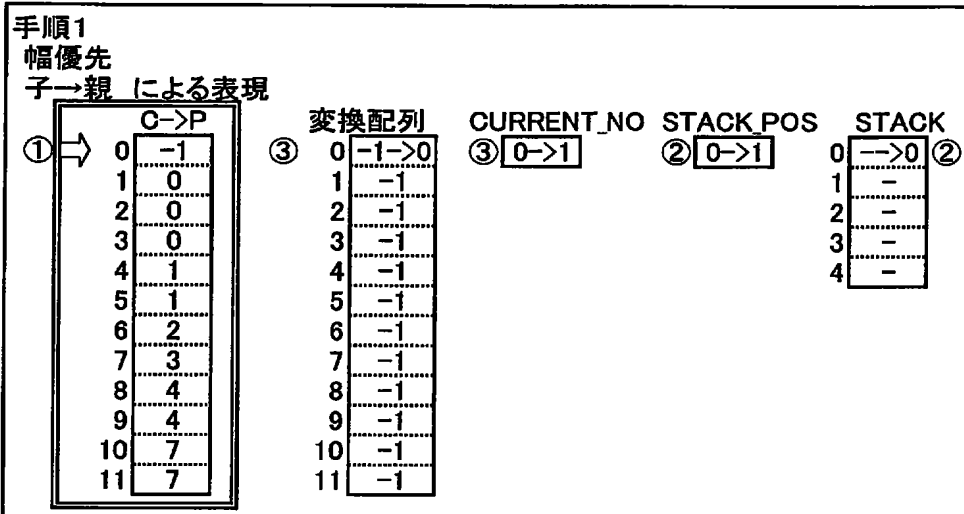 手順1
幅優先
子→親 による表現
C->P 変換配列 CURRENT_NO STACK_POS STACK
① 0 -1 ③ 0 -1->0 ③ 0->1 ② 0->1 0 -->0 ②
1 0 1 -1 1 -
2 0 2 -1 2 -
3 0 3 -1 3 -
4 1 4 -1 4 -
5 1 5 -1
6 2 6 -1
7 3 7 -1
8 4 8 -1
9 4 9 -1
10 7 10 -1
11 7 11 -1